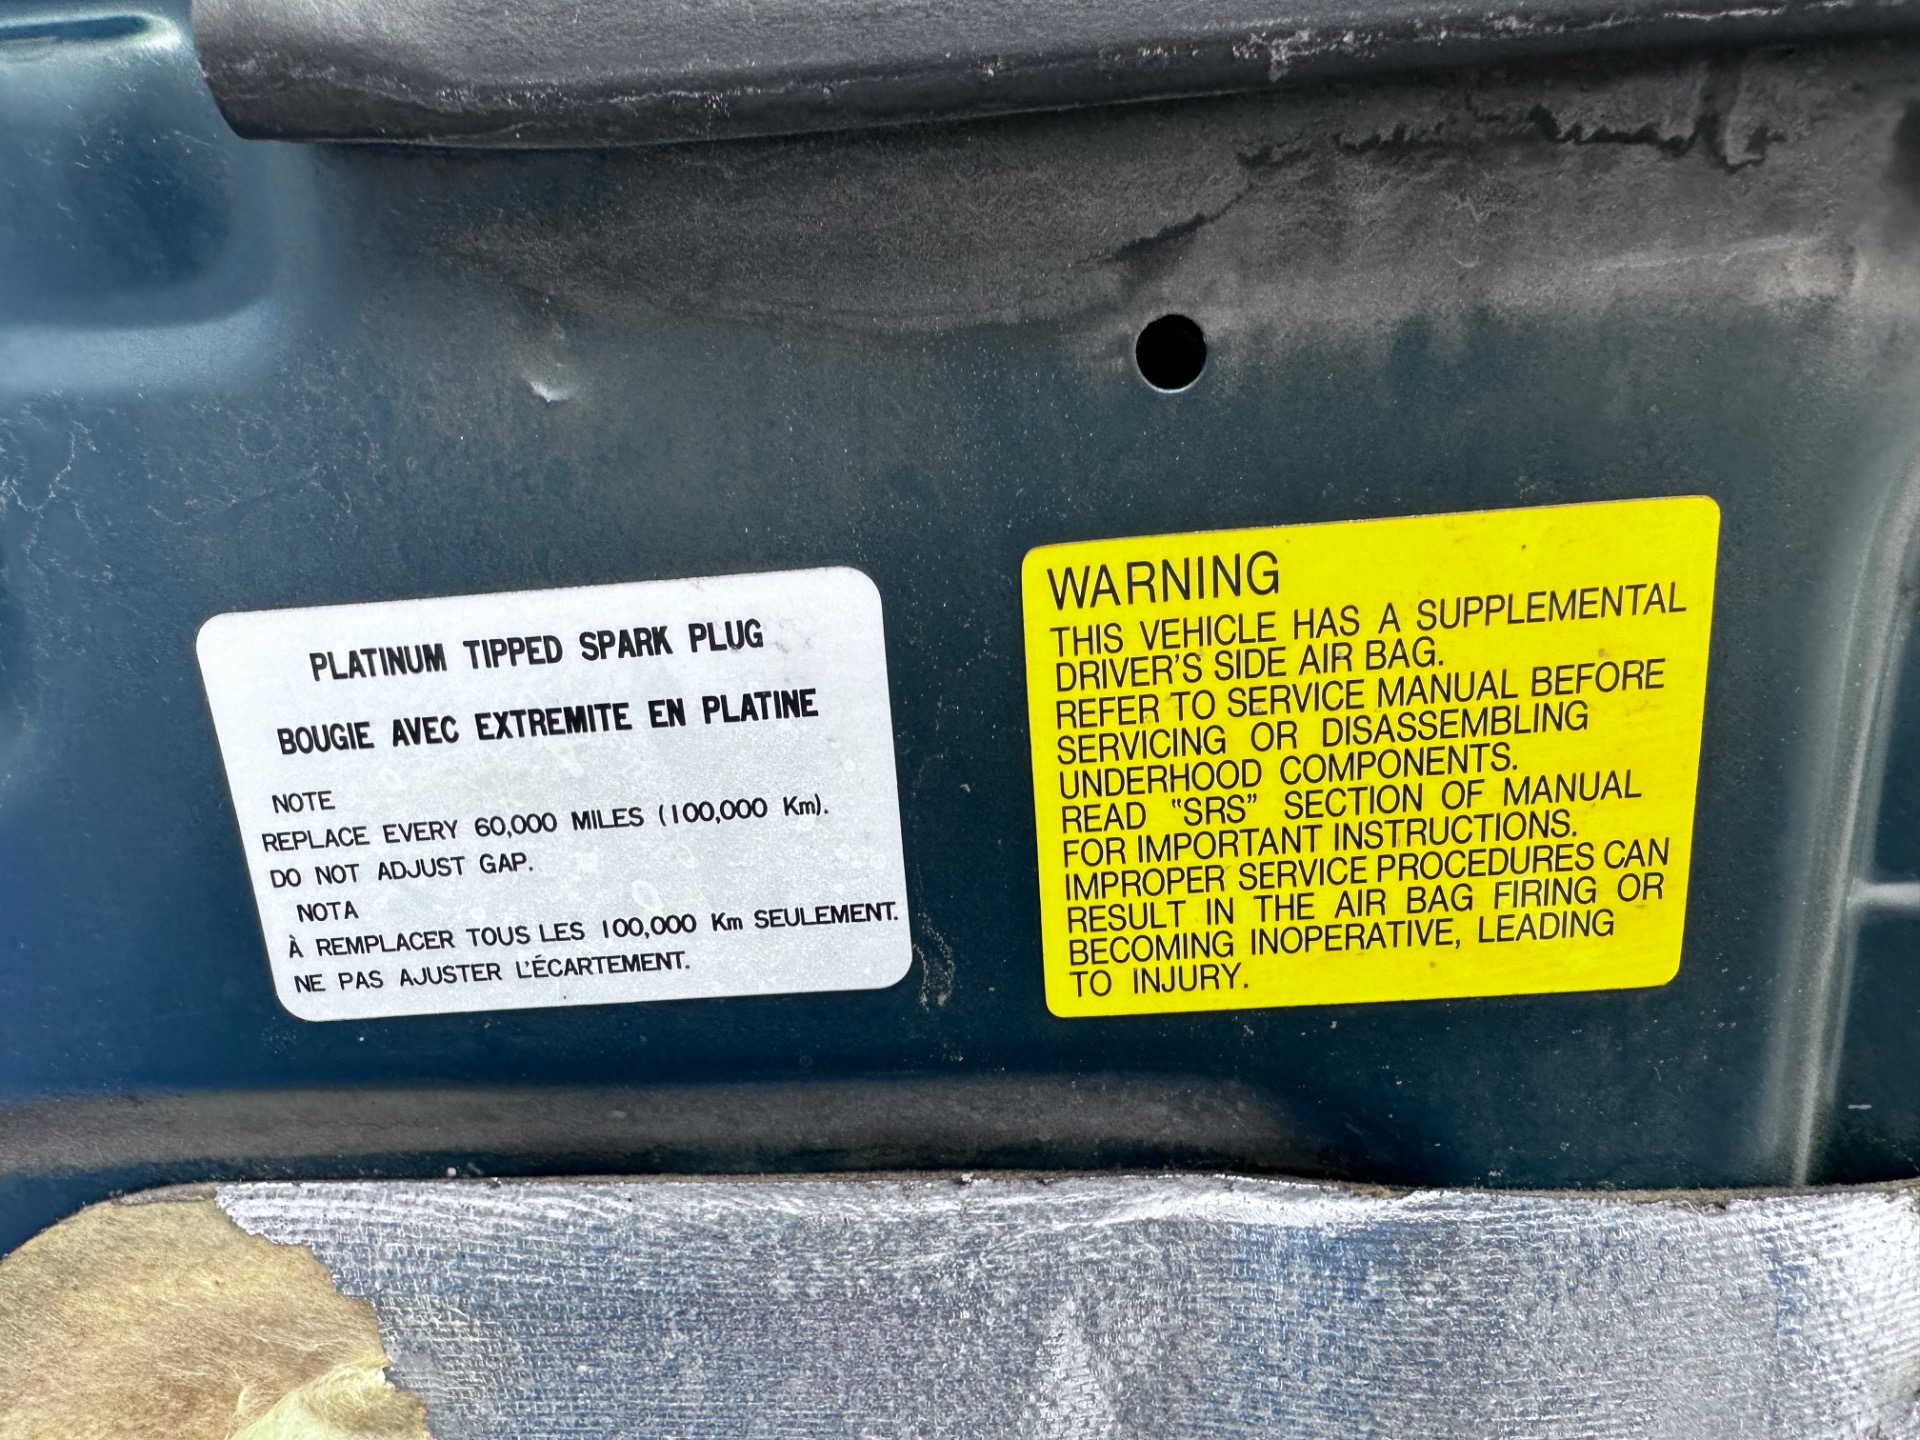 PLATINUM TIPPED SPARK PLUG
BOUGIE AVEC EXTREMITE EN PLATINE
NOTE
REPLACE EVERY 60,000 MILES (100,000 Km).
DO NOT ADJUST GAP.
NOTA
À REMPLACER TOUS LES 100,000 Km SEULEMENT.
NE PAS AJUSTER L'ÉCARTEMENT.
WARNING
THIS VEHICLE HAS A SUPPLEMENTAL
DRIVER'S SIDE AIR BAG.
REFER TO SERVICE MANUAL BEFORE
SERVICING OR DISASSEMBLING
UNDERHOOD COMPONENTS.
READ "SRS" SECTION OF MANUAL
FOR IMPORTANT INSTRUCTIONS.
IMPROPER SERVICE PROCEDURES CAN
RESULT IN THE AIR BAG FIRING OR
BECOMING INOPERATIVE, LEADING
TO INJURY.